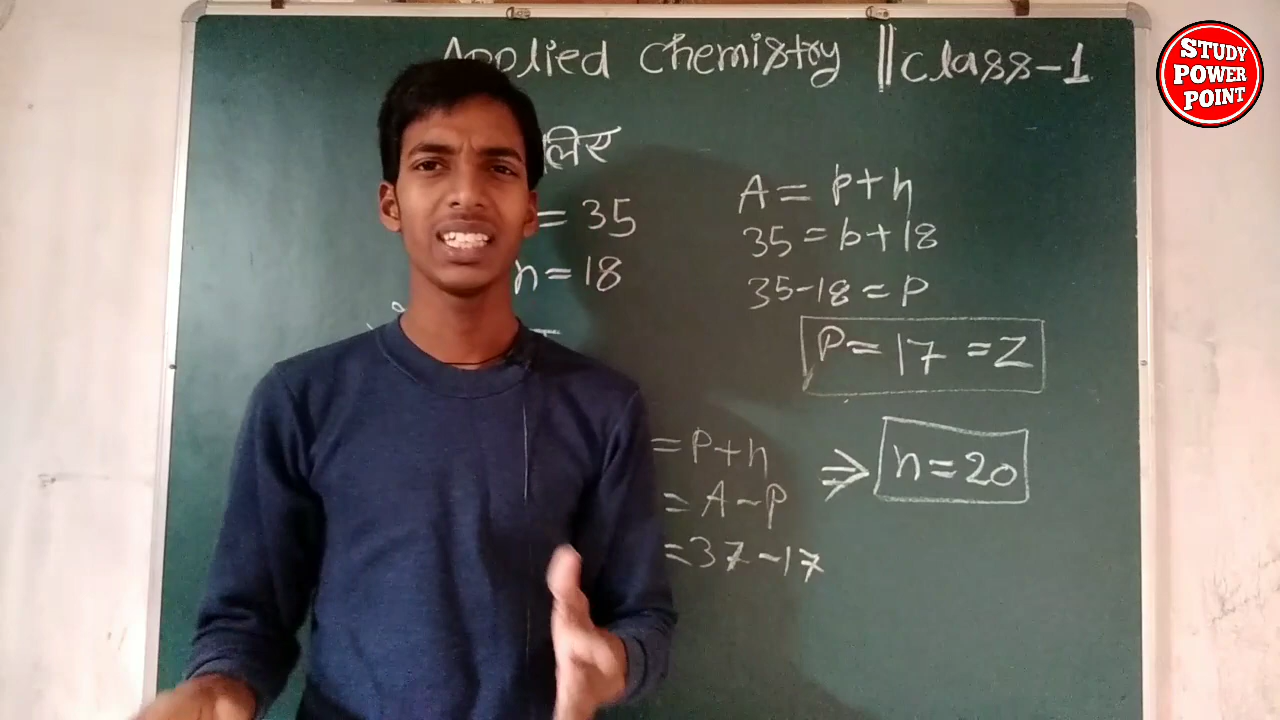 Applied Chemistry || Class-1
STUDY
POWER
POINT
= 35
n = 18
A = p+n
35 = p+18
35-18 = P
P = 17 = Z
= P+n
= A-P
= 37-17
⇒ n = 20